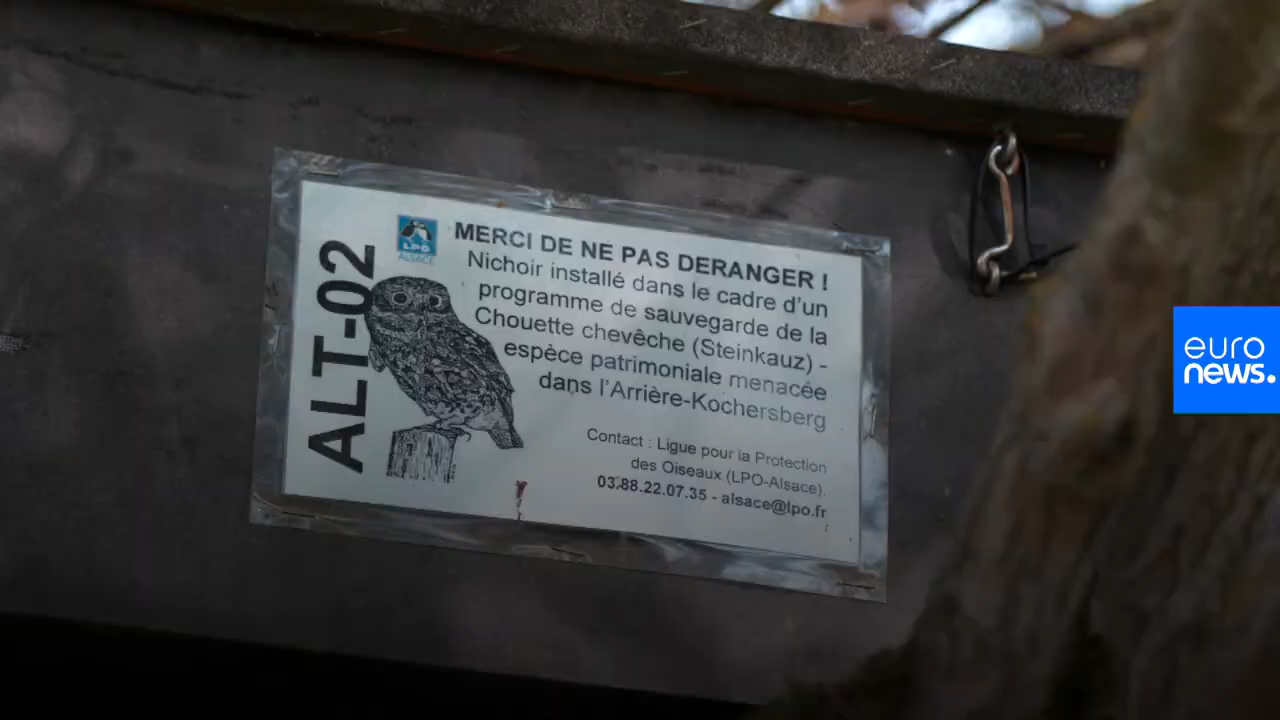 ALT-02
LPO
ALSACE
MERCI DE NE PAS DERANGER !
Nichoir installé dans le cadre d'un
programme de sauvegarde de la
Chouette chevêche (Steinkauz) -
espèce patrimoniale menacée
dans l'Arrière-Kochersberg
Contact : Ligue pour la Protection
des Oiseaux (LPO-Alsace).
03.88.22.07.35 - alsace@lpo.fr
euro
news.